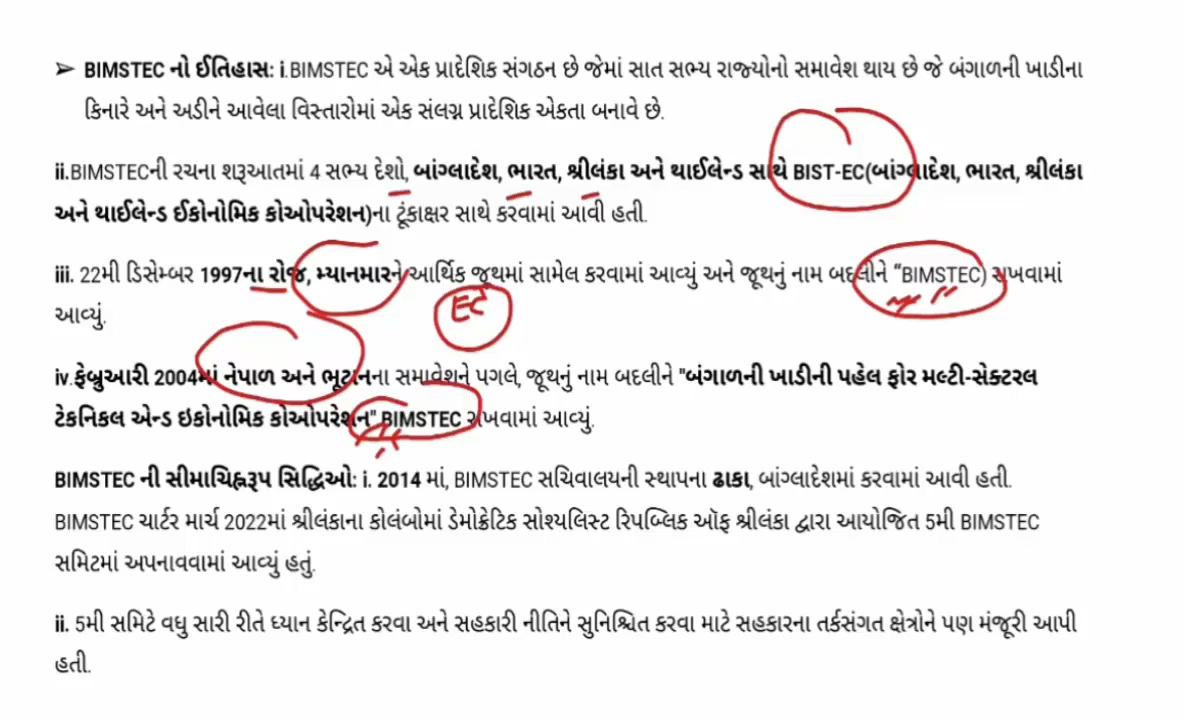 ➢ BIMSTEC નો ઈતિહાસ: i.BIMSTEC એ એક પ્રાદેશિક સંગઠન છે જેમાં સાત સભ્ય રાજ્યોનો સમાવેશ થાય છે જે બંગાળની ખાડીના
કિનારે અને અડીને આવેલા વિસ્તારોમાં એક સંલગ્ન પ્રાદેશિક એકતા બનાવે છે.
ii.BIMSTECની રચના શરૂઆતમાં 4 સભ્ય દેશો, બાંગ્લાદેશ, ભારત, શ્રીલંકા અને થાઈલેન્ડ સાથે BIST-EC(બાંગ્લાદેશ, ભારત, શ્રીલંકા
અને થાઈલેન્ડ ઈકોનોમિક કોઓપરેશન)ના ટૂંકાક્ષર સાથે કરવામાં આવી હતી.
iii. 22મી ડિસેમ્બર 1997ના રોજ, મ્યાનમારને આર્થિક જૂથમાં સામેલ કરવામાં આવ્યું અને જૂથનું નામ બદલીને "BIMSTEC) રાખવામાં
આવ્યું.
EC
iv.ફેબ્રુઆરી 2004માં નેપાળ અને ભૂટાનના સમાવેશને પગલે, જૂથનું નામ બદલીને "બંગાળની ખાડીની પહેલ ફોર મલ્ટી-સેક્ટરલ
ટેકનિકલ એન્ડ ઇકોનોમિક કોઓપરેશન" BIMSTEC રાખવામાં આવ્યું.
BIMSTEC ની સીમાચિહ્નરૂપ સિદ્ધિઓ: i. 2014 માં, BIMSTEC સચિવાલયની સ્થાપના ઢાકા, બાંગ્લાદેશમાં કરવામાં આવી હતી.
BIMSTEC ચાર્ટર માર્ચ 2022માં શ્રીલંકાના કોલંબોમાં ડેમોક્રેટિક સોશ્યલિસ્ટ રિપબ્લિક ઑફ શ્રીલંકા દ્વારા આયોજિત 5મી BIMSTEC
સમિટમાં અપનાવવામાં આવ્યું હતું.
ii. 5મી સમિટે વધુ સારી રીતે ધ્યાન કેન્દ્રિત કરવા અને સહકારી નીતિને સુનિશ્ચિત કરવા માટે સહકારના તર્કસંગત ક્ષેત્રોને પણ મંજૂરી આપી
હતી.